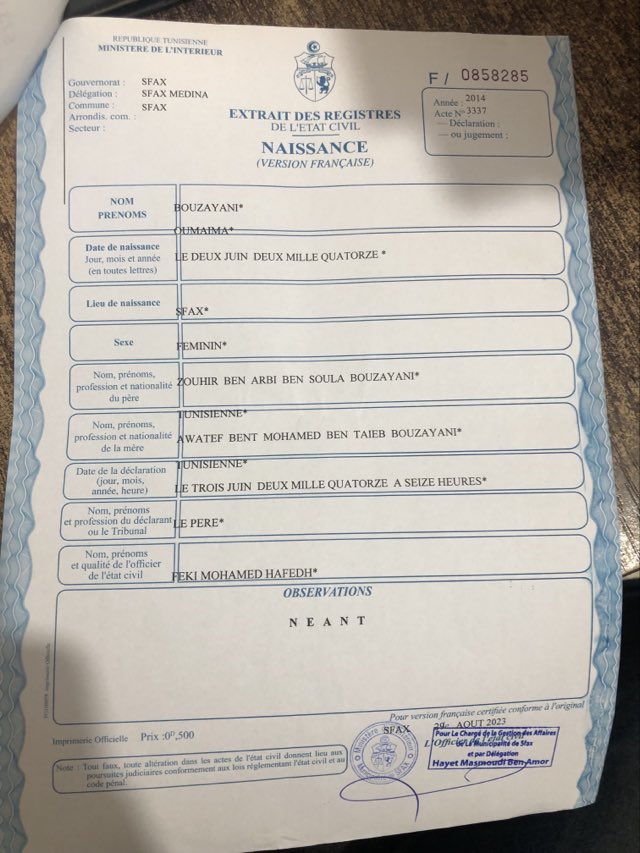 REPUBLIQUE TUNISIENNE
MINISTERE DE L'INTERIEUR
Gouvernorat : SFAX
Délégation : SFAX MEDINA
Commune : SFAX
Arrondis. com. :
Secteur :
EXTRAIT DES REGISTRES
DE L'ETAT CIVIL
NAISSANCE
(VERSION FRANÇAISE)
F / 0858285
Année : 2014
Acte N° 3337
— Déclaration :
— ou jugement :
NOM
PRENOMS
BOUZAYANI*
OUMAIMA*
Date de naissance
Jour, mois et année
(en toutes lettres)
LE DEUX JUIN DEUX MILLE QUATORZE *
Lieu de naissance
SFAX*
Sexe
FEMININ*
Nom, prénoms,
profession et nationalité
du père
ZOUHIR BEN ARBI BEN SOULA BOUZAYANI*
TUNISIENNE*
Nom, prénoms,
profession et nationalité
de la mère
AWATEF BENT MOHAMED BEN TAIEB BOUZAYANI*
TUNISIENNE*
Date de la déclaration
(jour, mois,
année, heure)
LE TROIS JUIN DEUX MILLE QUATORZE A SEIZE HEURES*
Nom, prénoms
et profession du déclarant
ou le Tribunal
LE PERE*
Nom, prénoms
et qualité de l'officier
de l'état civil
FEKI MOHAMED HAFEDH*
OBSERVATIONS
N E A N T
Pour version française certifiée conforme à l'original
SFAX 29e AOUT 2023
L'Officier de l'état civil
Pour Le Chargé de la Gestion des Affaires
de La Municipalité de Sfax
et par Délégation
Hayet Masmoudi Ben Amor
Imprimerie Officielle Prix :0ᴰ,500
Note : Tout faux, toute altération dans les actes de l'état civil donnent lieu aux
poursuites judiciaires conformement aux lois réglementant l'état civil et au
code pénal.